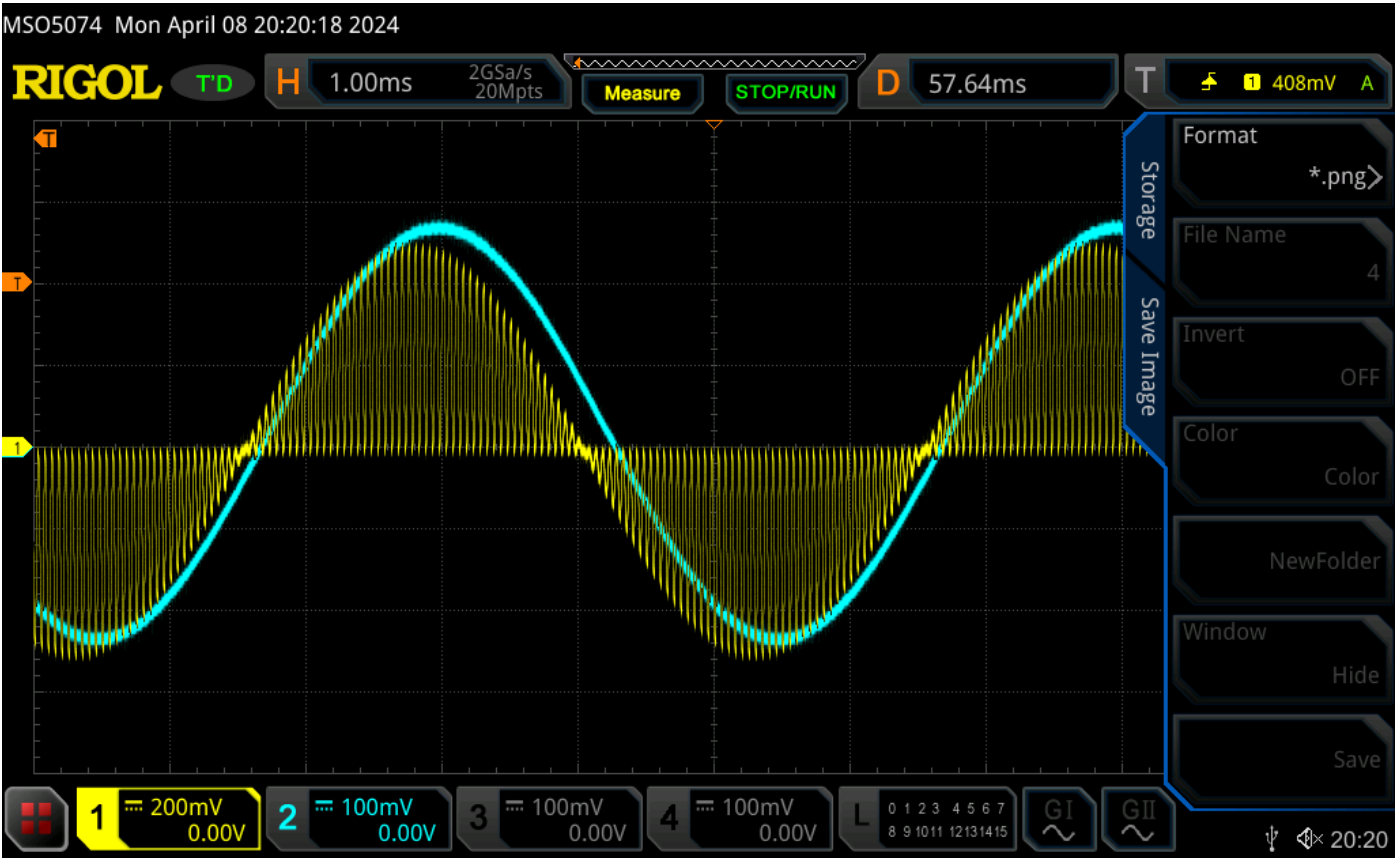 MSO5074 Mon April 08 20:20:18 2024
RIGOL T'D H 1.00ms 2GSa/s 20Mpts Measure STOP/RUN D 57.64ms T 1 408mV A
T
T
1
Storage
Save Image
Format
*.png
File Name
4
Invert
OFF
Color
Color
NewFolder
Window
Hide
Save
1 200mV
0.00V
2 100mV
0.00V
3 100mV
0.00V
4 100mV
0.00V
L 0 1 2 3 4 5 6 7
8 9 10 11 12 13 14 15
GI
GII
20:20